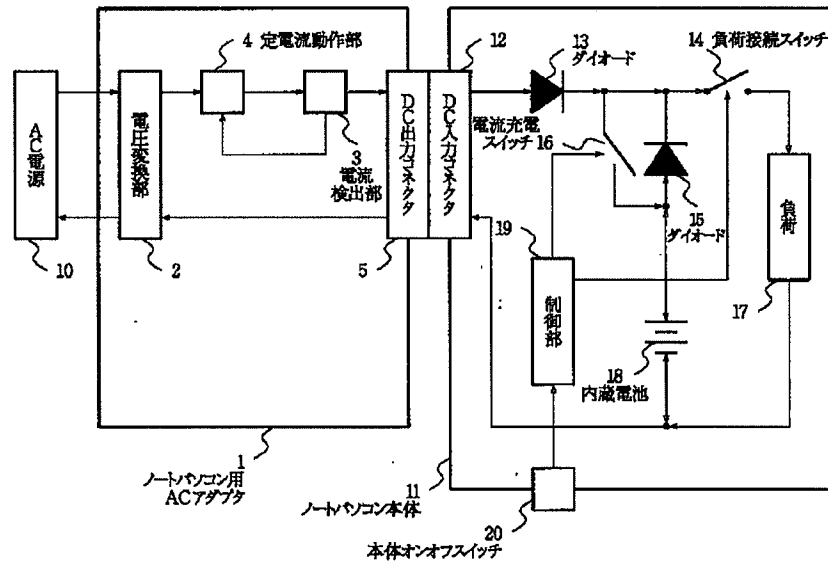 4 定電流動作部
12
13
ダイオード
14 負荷接続スイッチ
AC電源
電圧変換部
3
電流
検出部
DC出力コネクタ
DC入力コネクタ
電流充電
スイッチ16
15
ダイオード
負荷
10
2
5
19
制御部
17
18
内蔵電池
1
ノートパソコン用
ACアダプタ
11
ノートパソコン本体
20
本体オンオフスイッチ